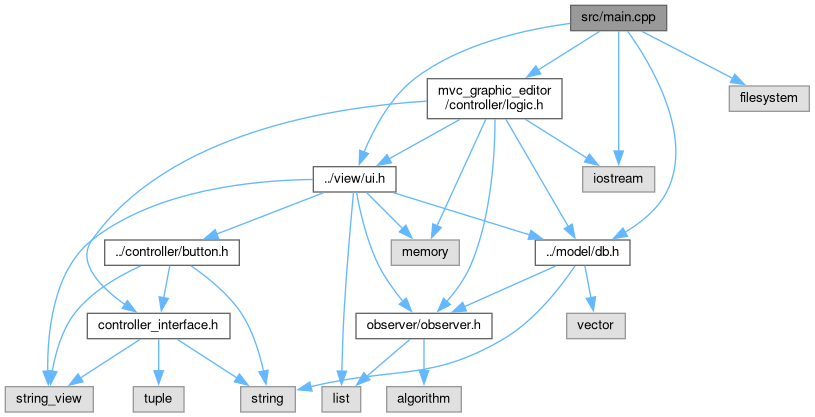 src/main.cpp
mvc_graphic_editor
/controller/logic.h
filesystem
../view/ui.h
iostream
../controller/button.h
memory
../model/db.h
controller_interface.h
observer/observer.h
vector
string_view
tuple
string
list
algorithm